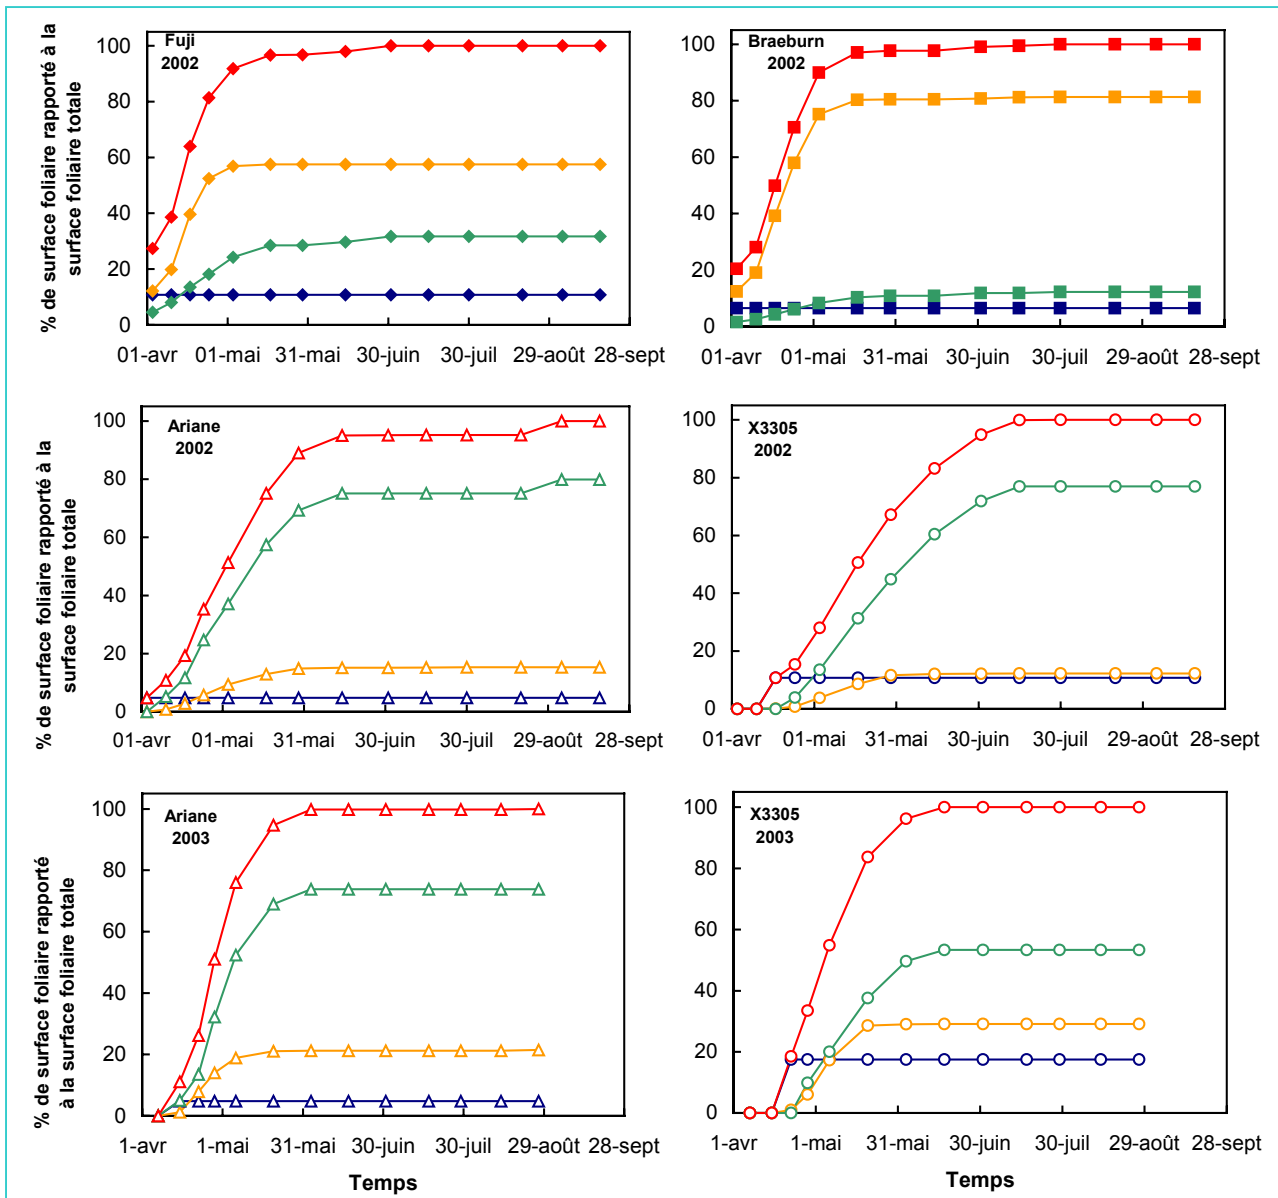 % de surface foliaire rapporté à la
surface foliaire totale
Fuji
2002
100
80
60
40
20
0
01-avr 01-mai 31-mai 30-juin 30-juil 29-août 28-sept
Braeburn
2002
100
80
60
40
20
0
01-avr 01-mai 31-mai 30-juin 30-juil 29-août 28-sept
% de surface foliaire rapporté à la
surface foliaire totale
Ariane
2002
100
80
60
40
20
0
01-avr 01-mai 31-mai 30-juin 30-juil 29-août 28-sept
X3305
2002
100
80
60
40
20
0
01-avr 01-mai 31-mai 30-juin 30-juil 29-août 28-sept
% de surface foliaire rapporté
à la surface foliaire totale
Ariane
2003
100
80
60
40
20
0
1-avr 1-mai 31-mai 30-juin 30-juil 29-août 28-sept
Temps
X3305
2003
100
80
60
40
20
0
1-avr 1-mai 31-mai 30-juin 30-juil 29-août 28-sept
Temps